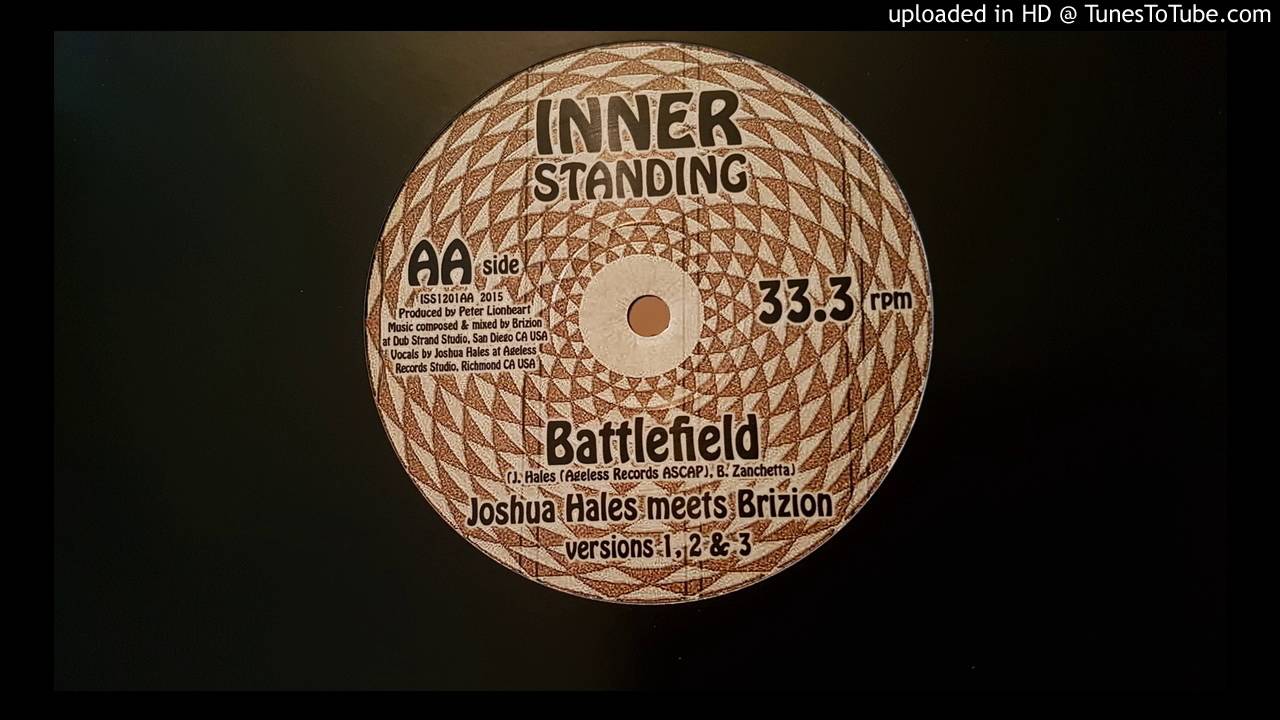 uploaded in HD @ TunesToTube.com
INNER
STANDING
AA side
33.3 rpm
ISS1201AA 2015
Produced by Peter Lionheart
Music composed & mixed by Brizion
at Dub Strand Studio, San Diego CA USA
Vocals by Joshua Hales at Ageless
Records Studio, Richmond CA USA
Battlefield
(J. Hales (Ageless Records ASCAP), B. Zanchetta)
Joshua Hales meets Brizion
versions 1, 2 & 3